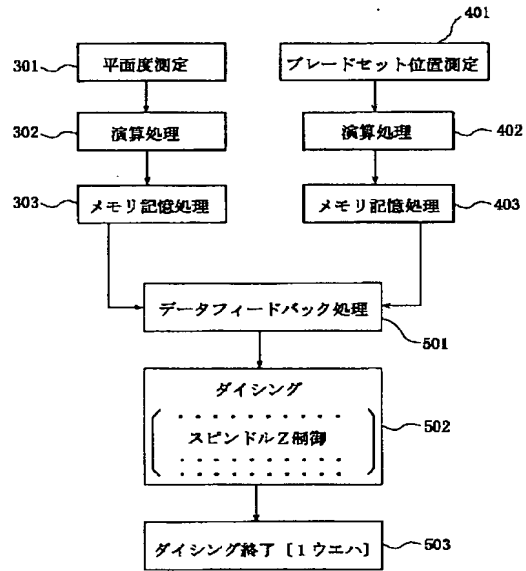 401
301
平面度測定
ブレードセット位置測定
302
演算処理
演算処理
402
303
メモリ記憶処理
メモリ記憶処理
403
データフィードバック処理
501
ダイシング
スピンドルZ制御
502
ダイシング終了〔1ウエハ〕
503